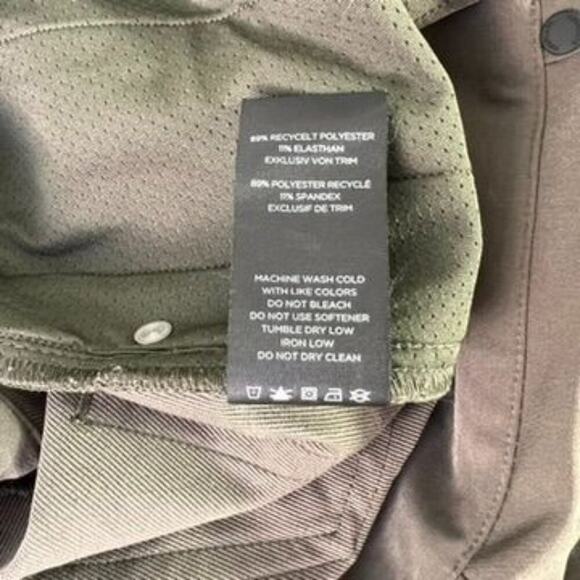 89% RECYCELT POLYESTER
11% ELASTHAN
EXKLUSIV VON TRIM
89% POLYESTER RECYCLÉ
11% SPANDEX
EXCLUSIF DE TRIM
MACHINE WASH COLD
WITH LIKE COLORS
DO NOT BLEACH
DO NOT USE SOFTENER
TUMBLE DRY LOW
IRON LOW
DO NOT DRY CLEAN